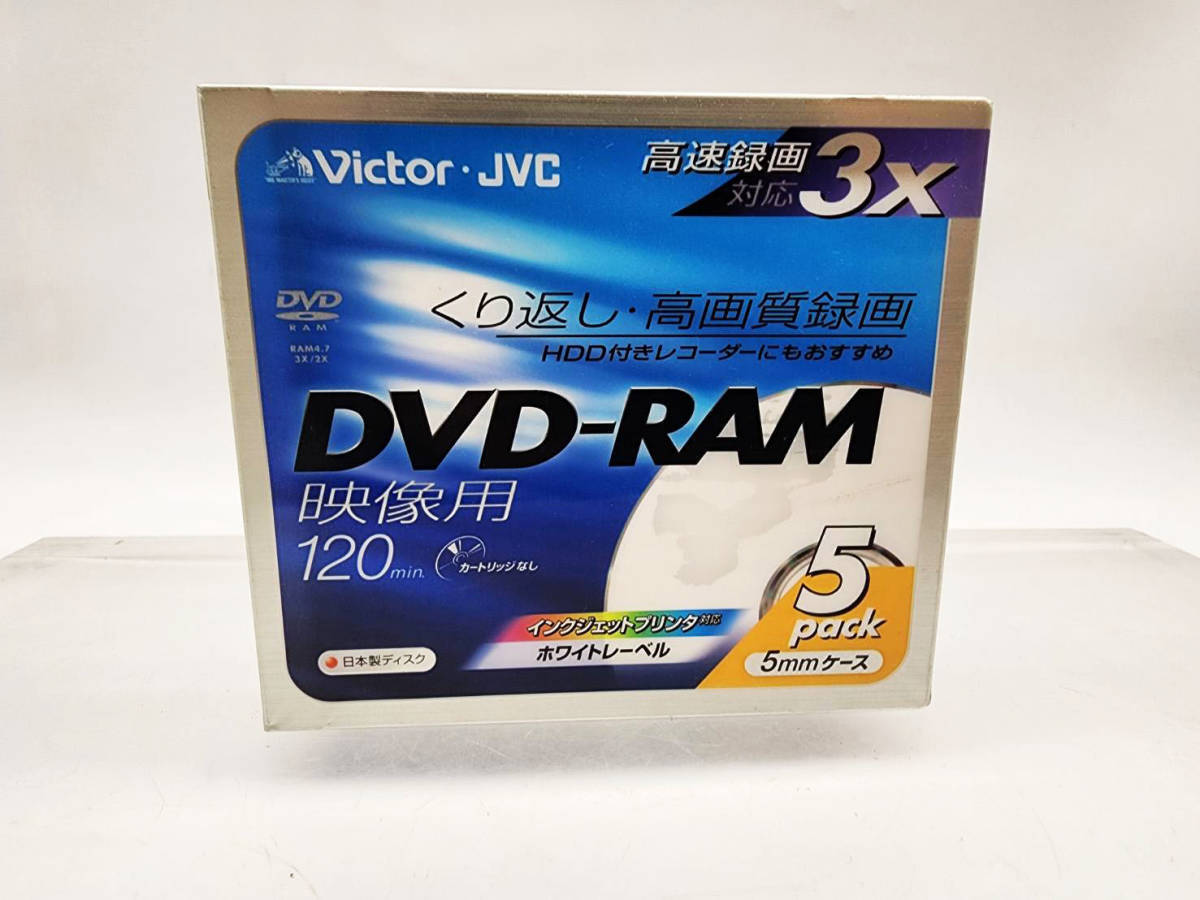 Victor・JVC
"HIS MASTER'S VOICE"
高速録画
対応
3x
DVD
RAM
RAM4.7
3X/2X
くり返し・高画質録画
HDD付きレコーダーにもおすすめ
DVD-RAM
映像用
120min.
カートリッジなし
インクジェットプリンタ対応
ホワイトレーベル
日本製ディスク
5
pack
5mmケース